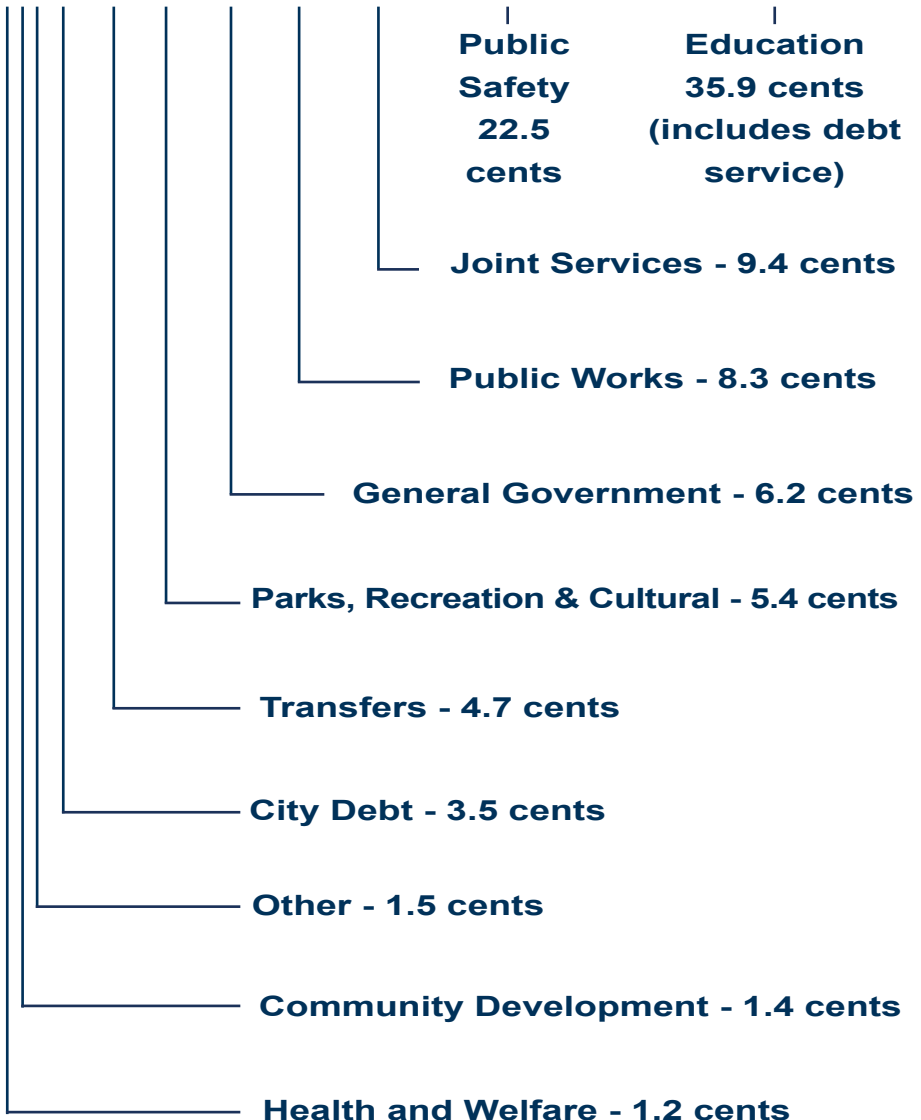 Public
Safety
22.5
cents
Education
35.9 cents
(includes debt
service)
Joint Services - 9.4 cents
Public Works - 8.3 cents
General Government - 6.2 cents
Parks, Recreation & Cultural - 5.4 cents
Transfers - 4.7 cents
City Debt - 3.5 cents
Other - 1.5 cents
Community Development - 1.4 cents
Health and Welfare - 1.2 cents